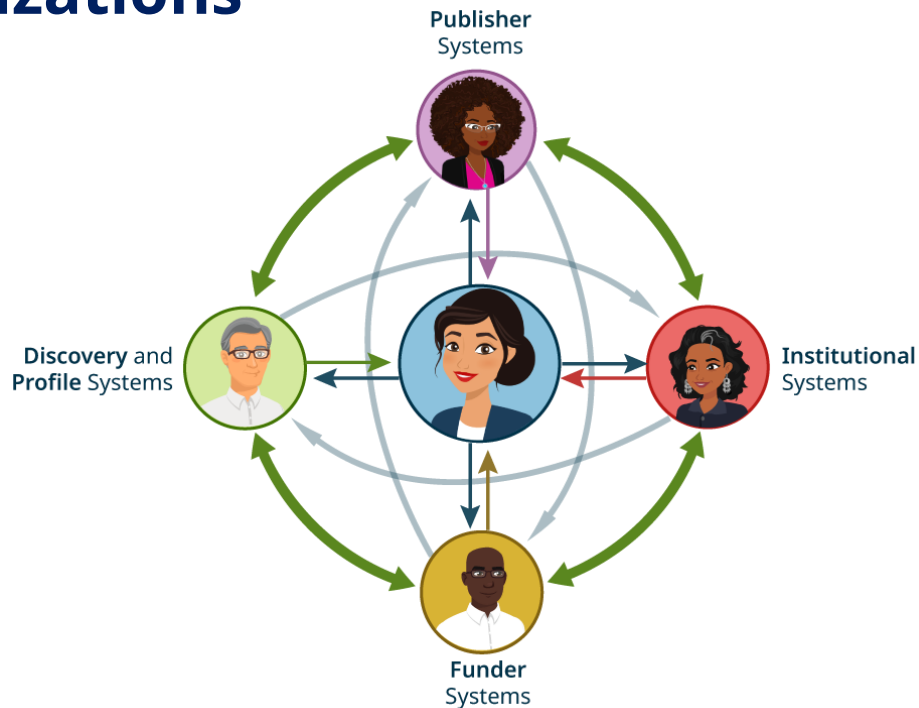 Publisher
Systems
Discovery and
Profile Systems
Institutional
Systems
Funder
Systems